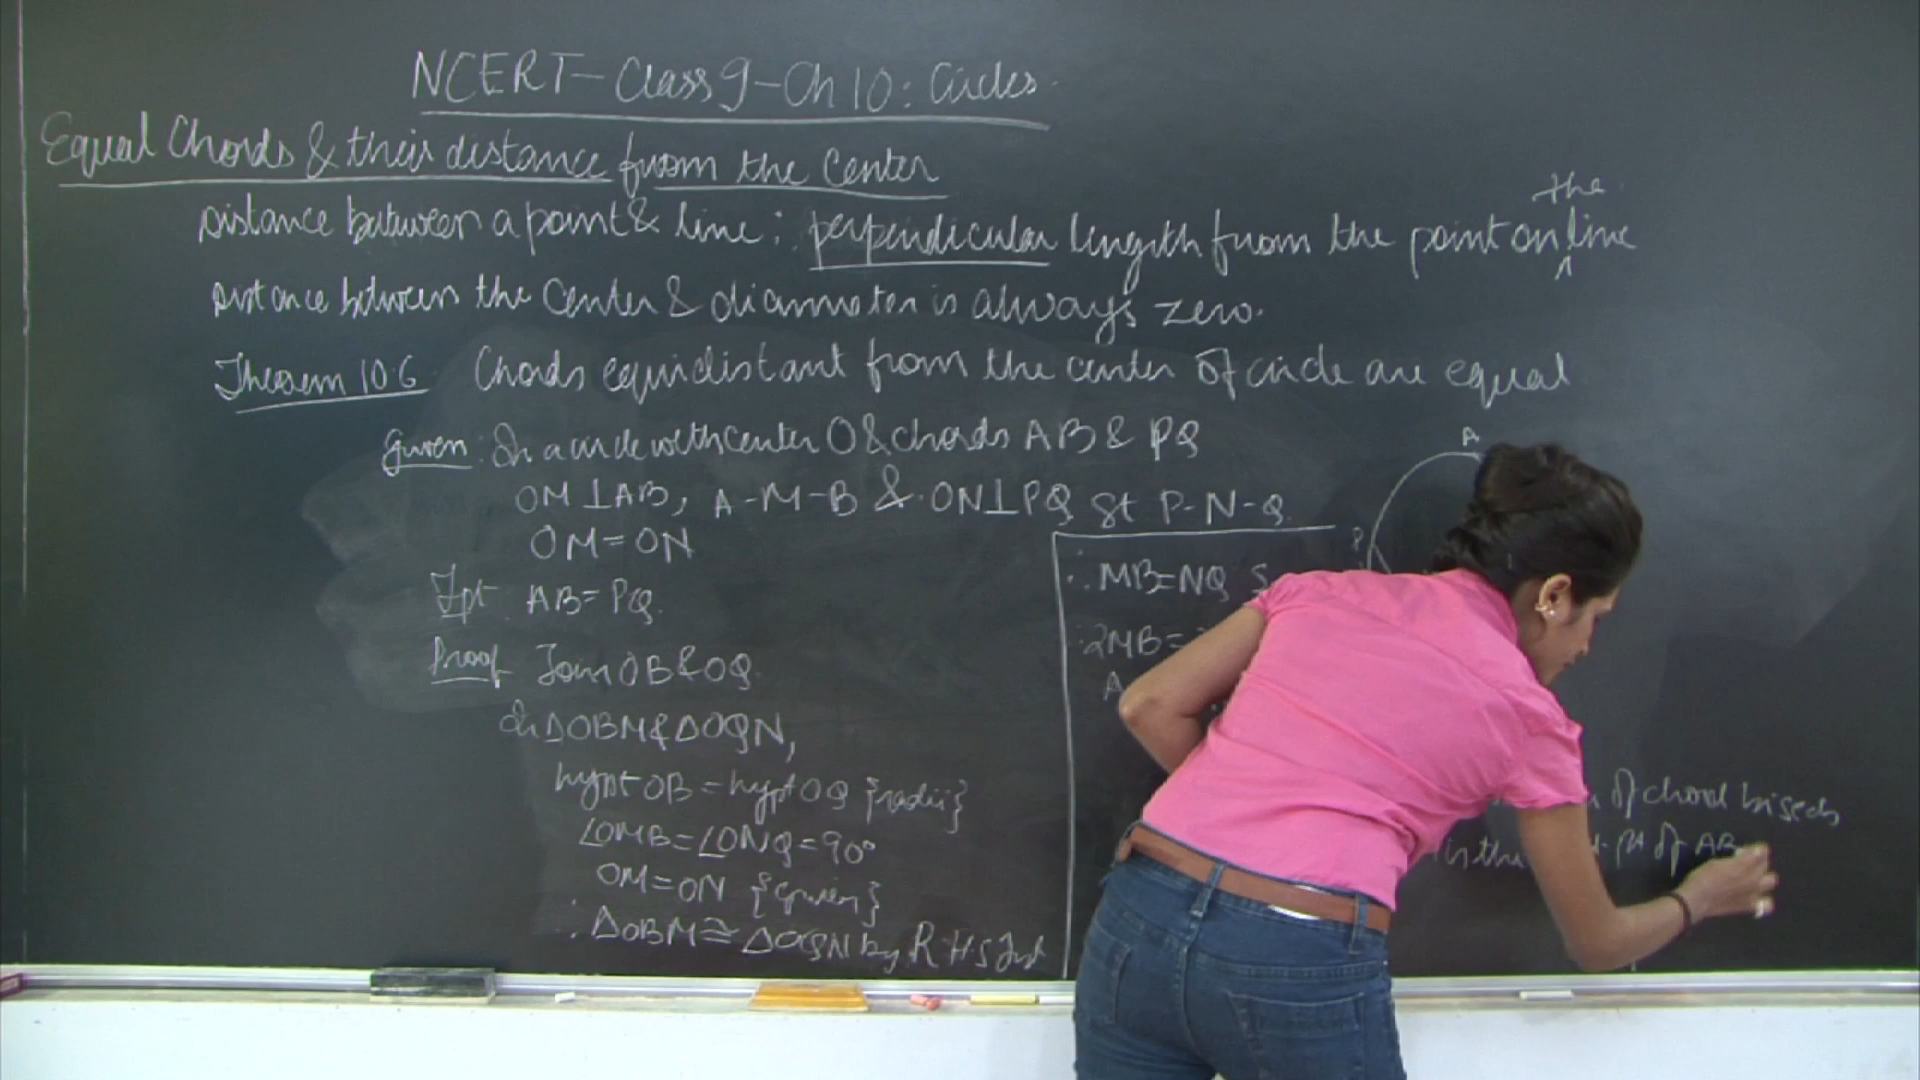 NCERT-Class 9-Ch 10: Circles.
Equal Chords & their distance from the Center
Distance between a point & line: perpendicular length from the point on the line
Distance between the Center & diammeter is always zero.
Theorem 10.6 Chords equidistant from the center of circle are equal
Given: In a circle with center O & chords AB & PQ
OM⊥AB, A-M-B & ON⊥PQ St P-N-Q.
OM=ON
Tpt AB=PQ.
Proof Join OB & OQ.
In ΔOBM & ΔOQN,
hypt OB = hypt OQ {radii}
∠OMB=∠ONQ=90°
OM=ON {given}
∴ ΔOBM≅ΔOQN by RHS
∴ MB=NQ
∴ 2MB=
A
A
P
of chord bisects
is the pt of AB